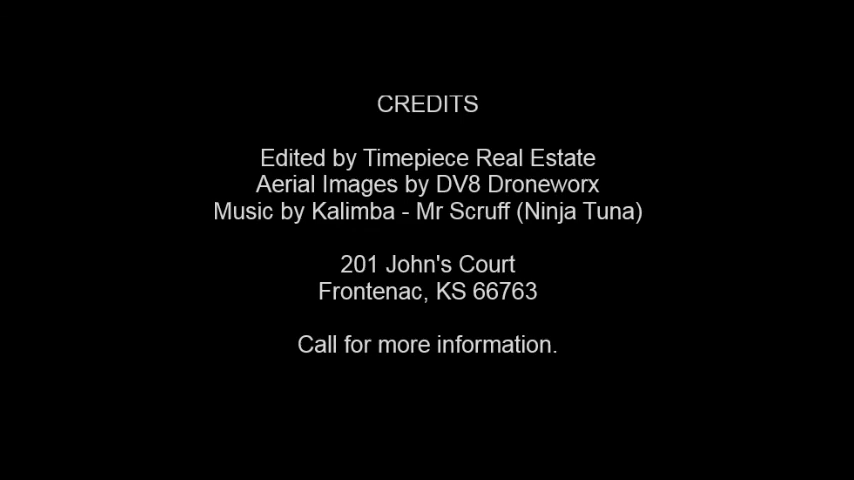 CREDITS
Edited by Timepiece Real Estate
Aerial Images by DV8 Droneworx
Music by Kalimba - Mr Scruff (Ninja Tuna)
201 John's Court
Frontenac, KS 66763
Call for more information.